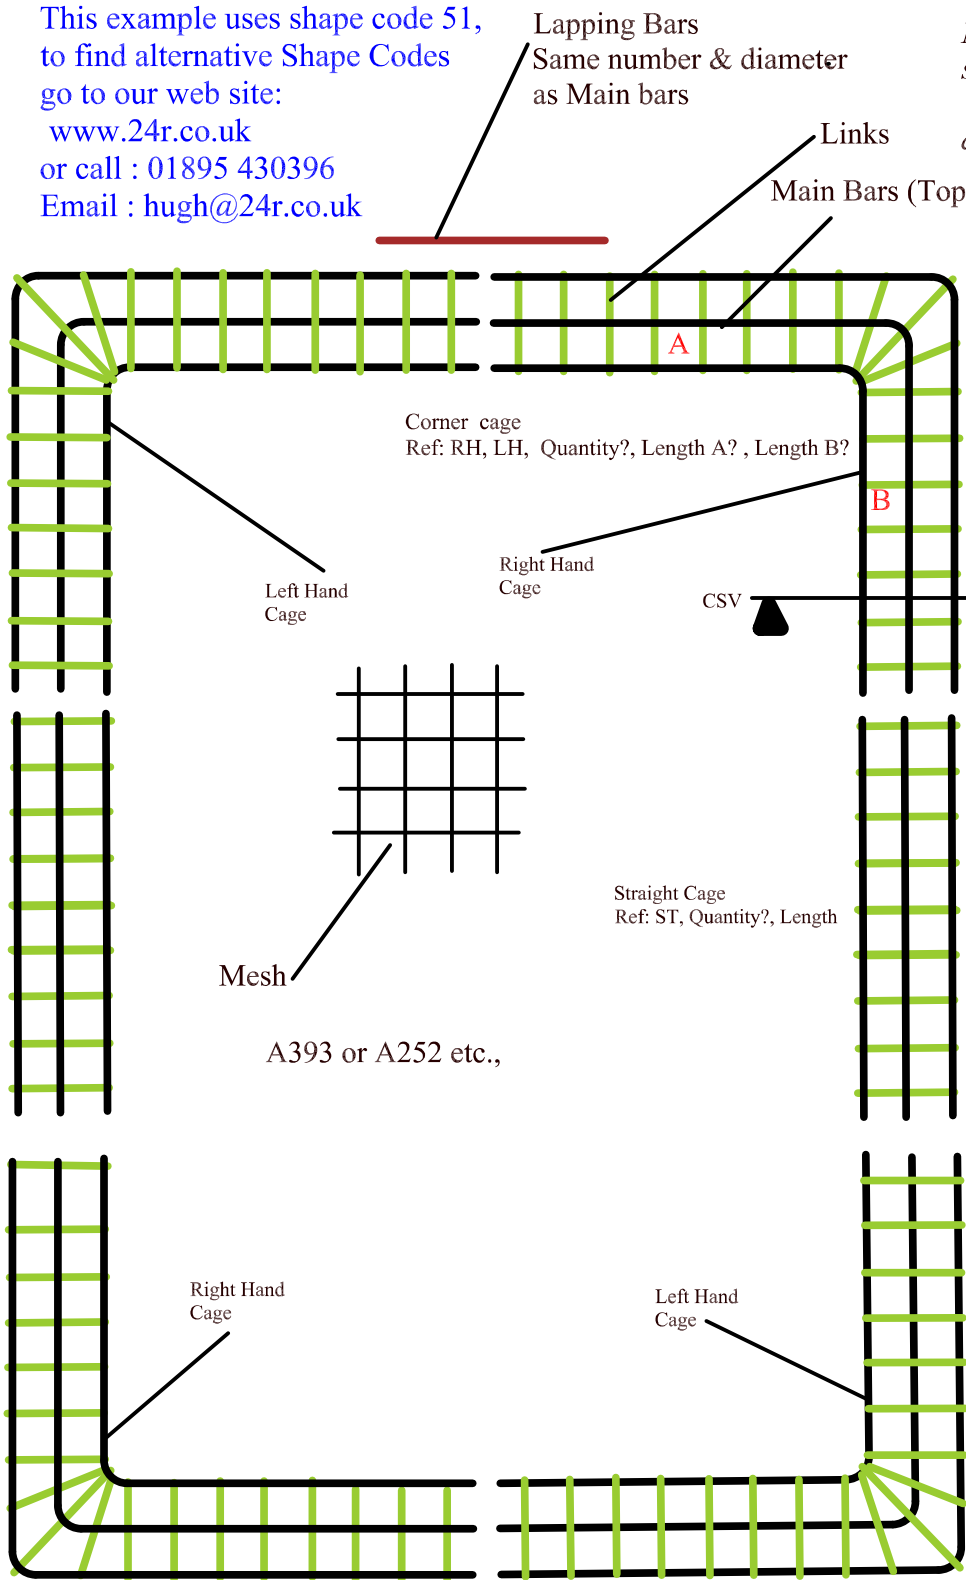 This example uses shape code 51,
to find alternative Shape Codes
go to our web site:
www.24r.co.uk
or call : 01895 430396
Email : hugh@24r.co.uk
Lapping Bars
Same number & diameter
as Main bars
Links
Main Bars (Top
A
Corner cage
Ref: RH, LH, Quantity?, Length A? , Length B?
B
Left Hand
Cage
Right Hand
Cage
CSV
Straight Cage
Ref: ST, Quantity?, Length
Mesh
A393 or A252 etc.,
Right Hand
Cage
Left Hand
Cage